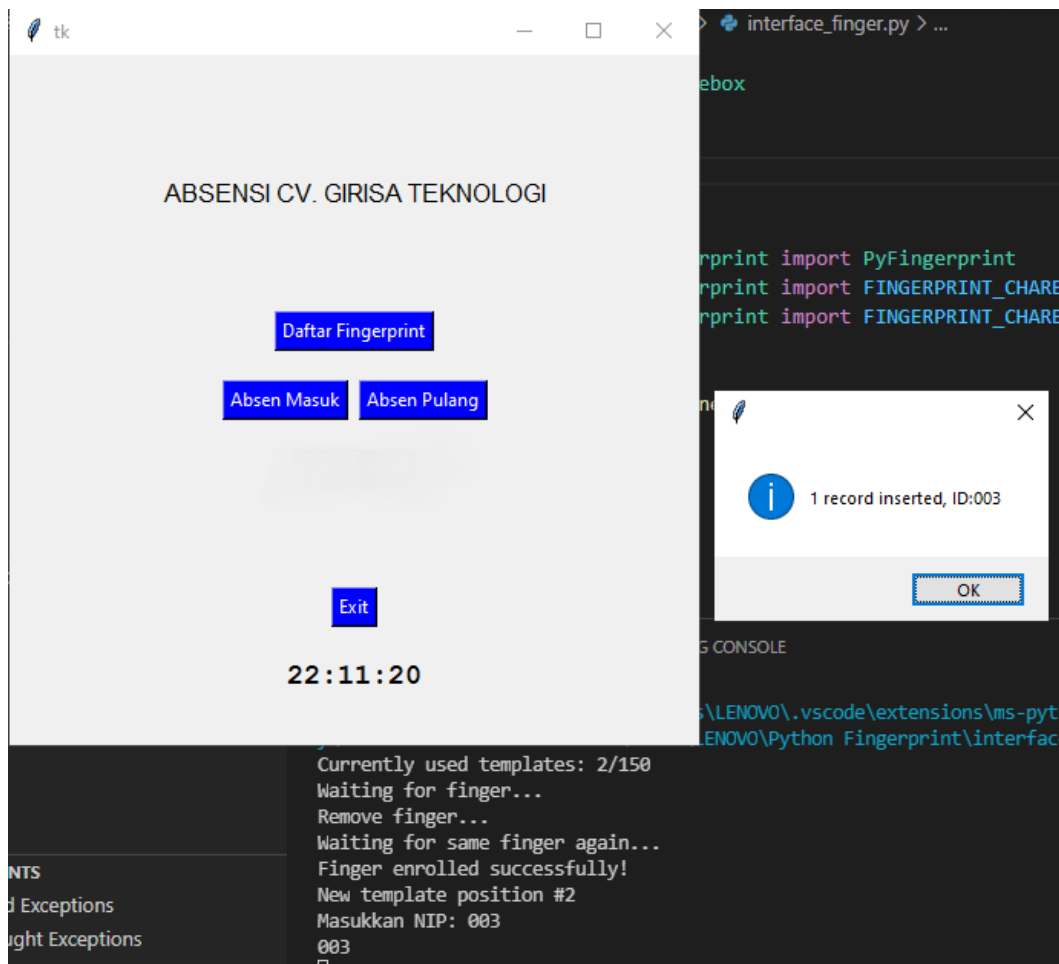 tk
interface_finger.py > ...
ebox
ABSENSI CV. GIRISA TEKNOLOGI
rprint import PyFingerprint
rprint import FINGERPRINT_CHARE
rprint import FINGERPRINT_CHARE
Daftar Fingerprint
Absen Masuk Absen Pulang
ne
1 record inserted, ID:003
OK
Exit
22:11:20
G CONSOLE
s\LENOVO\.vscode\extensions\ms-pyt
LENOVO\Python Fingerprint\interfac
Currently used templates: 2/150
Waiting for finger...
Remove finger...
Waiting for same finger again...
Finger enrolled successfully!
New template position #2
Masukkan NIP: 003
003
NTS
d Exceptions
ught Exceptions